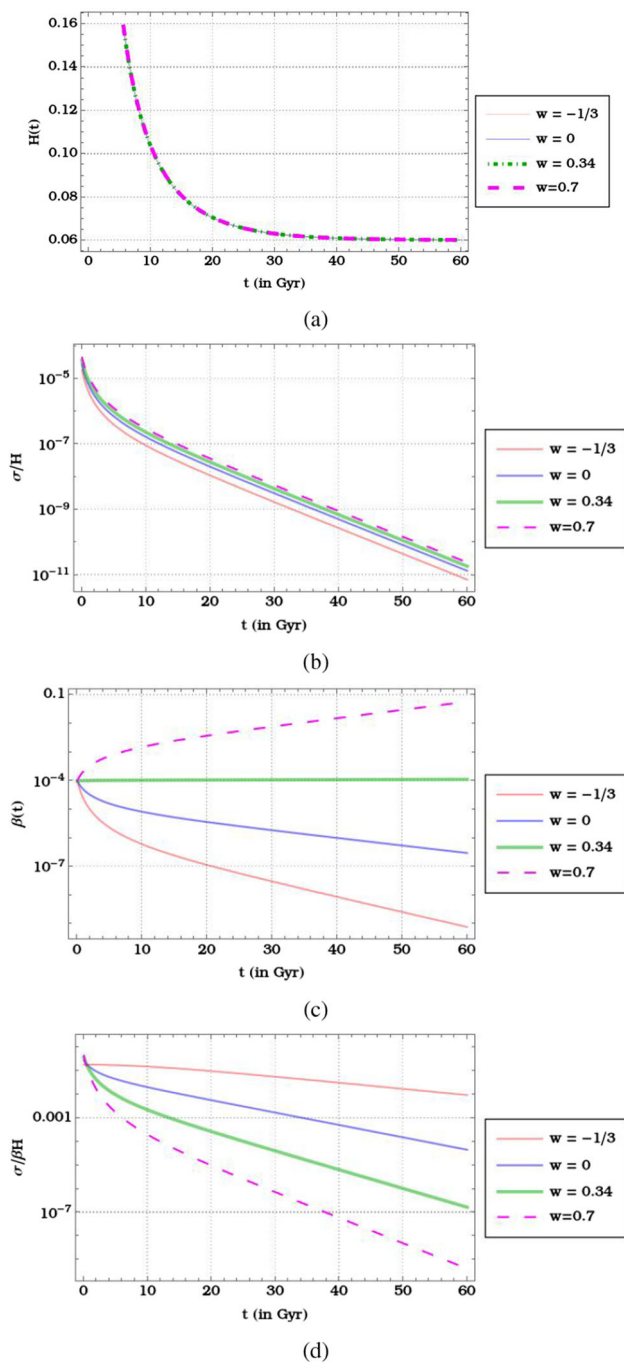 0.16
0.14
0.12
0.10
0.08
0.06
H(t)
0 10 20 30 40 50 60
t (in Gyr)
w = −1/3
w = 0
w = 0.34
w=0.7
(a)
10⁻⁵
10⁻⁷
10⁻⁹
10⁻¹¹
σ/H
0 10 20 30 40 50 60
t (in Gyr)
w = −1/3
w = 0
w = 0.34
w=0.7
(b)
0.1
10⁻⁴
10⁻⁷
β(t)
0 10 20 30 40 50 60
t (in Gyr)
w = −1/3
w = 0
w = 0.34
w=0.7
(c)
0.001
10⁻⁷
σ/βH
0 10 20 30 40 50 60
t (in Gyr)
w = −1/3
w = 0
w = 0.34
w=0.7
(d)